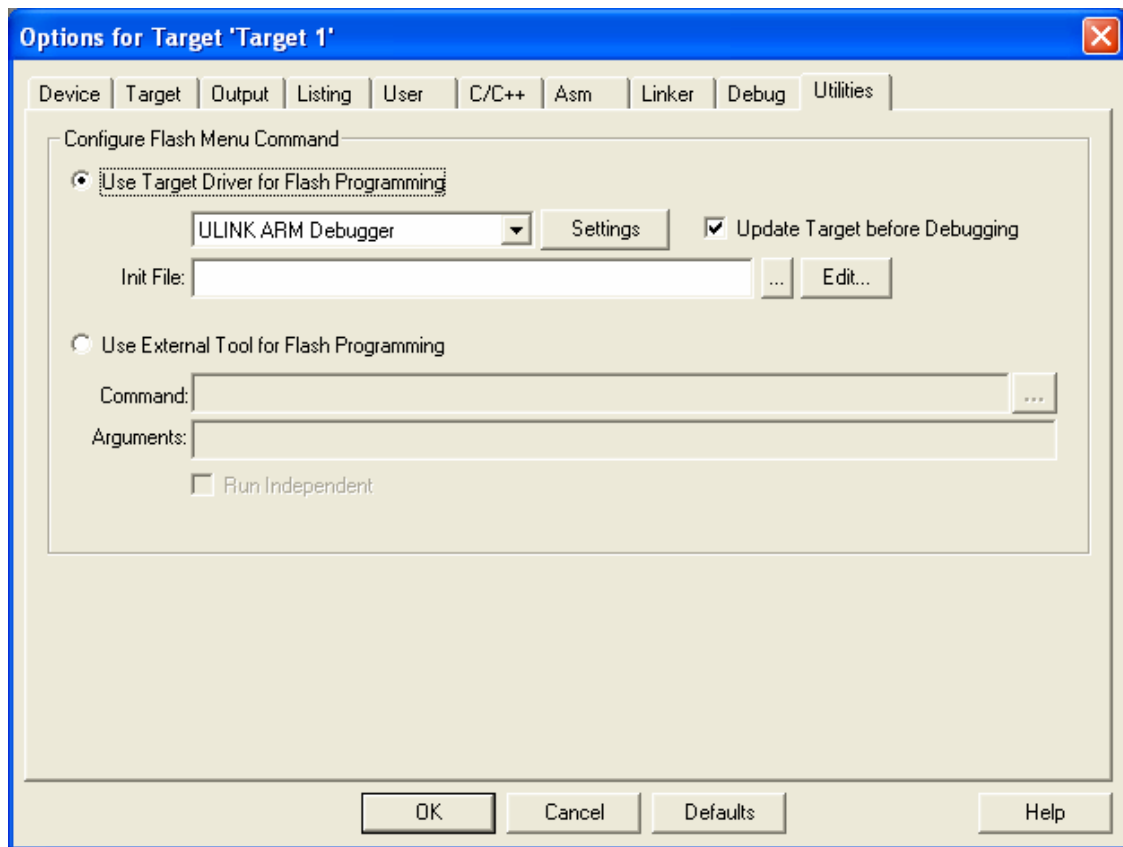 Options for Target 'Target 1'
Device Target Output Listing User C/C++ Asm Linker Debug Utilities
Configure Flash Menu Command
Use Target Driver for Flash Programming
ULINK ARM Debugger Settings Update Target before Debugging
Init File: ... Edit...
Use External Tool for Flash Programming
Command: ...
Arguments:
Run Independent
OK Cancel Defaults Help